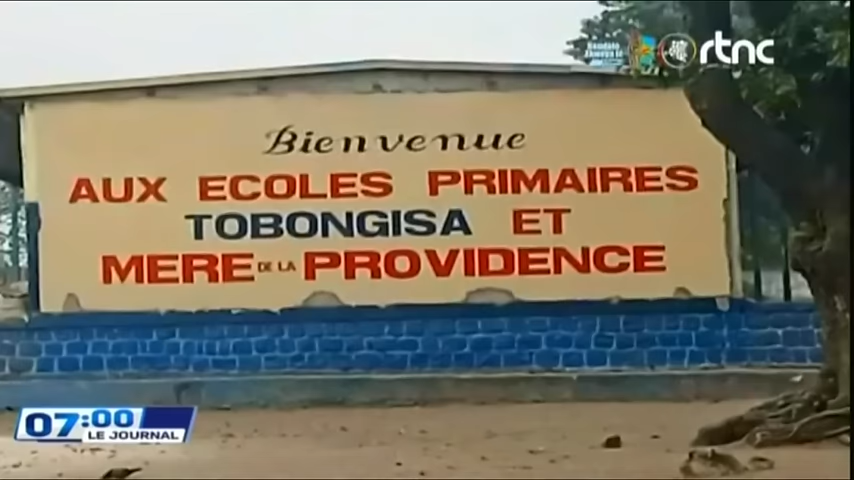 rtnc
Bienvenue
AUX ECOLES PRIMAIRES
TOBONGISA ET
MERE DE LA PROVIDENCE
07:00
LE JOURNAL